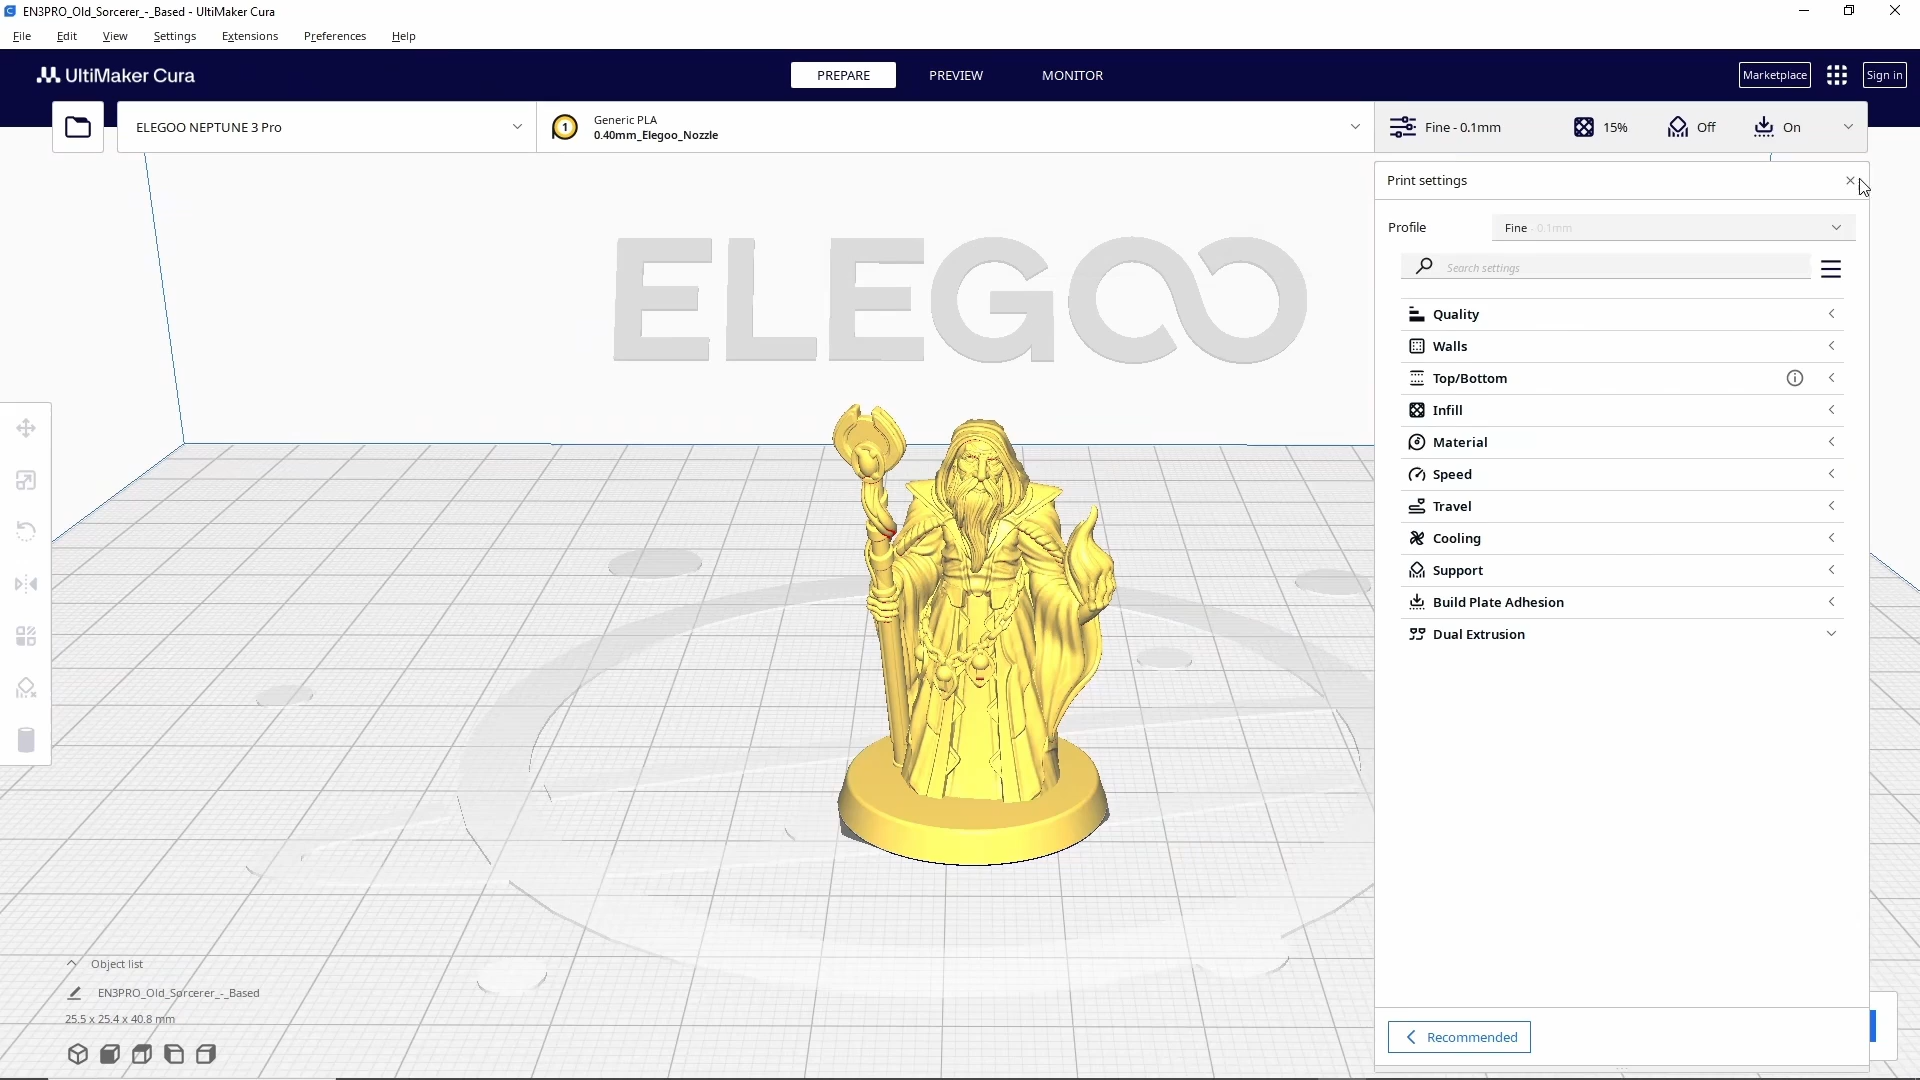 EN3PRO_Old_Sorcerer_-_Based - UltiMaker Cura
File Edit View Settings Extensions Preferences Help
UltiMaker Cura
PREPARE PREVIEW MONITOR
Marketplace
Sign in
ELEGOO NEPTUNE 3 Pro
1
Generic PLA
0.40mm_Elegoo_Nozzle
Fine - 0.1mm
15%
Off
On
Print settings
Profile
Fine - 0.1mm
Search settings
Quality
Walls
Top/Bottom
Infill
Material
Speed
Travel
Cooling
Support
Build Plate Adhesion
Dual Extrusion
Recommended
ELEGOO
Object list
EN3PRO_Old_Sorcerer_-_Based
25.5 x 25.4 x 40.8 mm